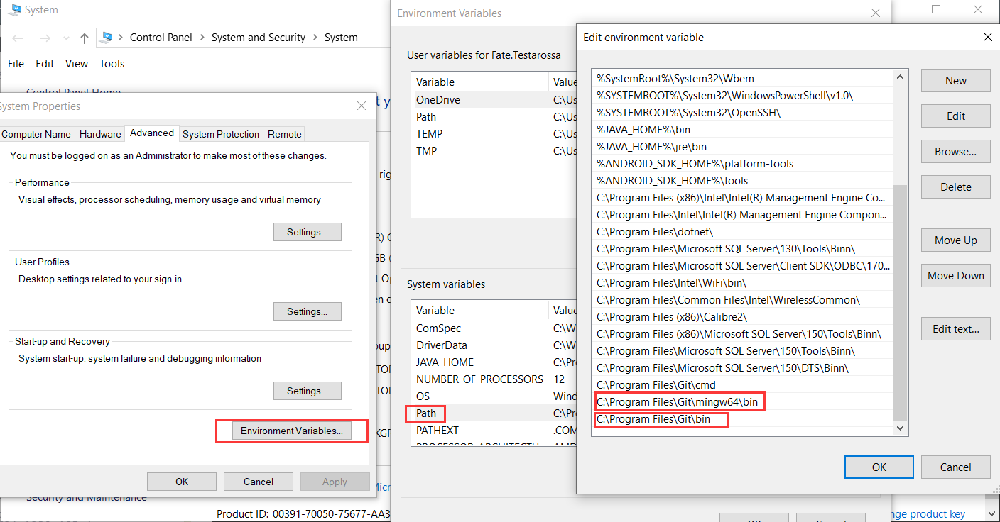 System
Control Panel > System and Security > System
File Edit View Tools
Control Panel Home
System Properties
Computer Name Hardware Advanced System Protection Remote
You must be logged on as an Administrator to make most of these changes.
Performance
Visual effects, processor scheduling, memory usage and virtual memory
Settings...
User Profiles
Desktop settings related to your sign-in
Settings...
Start-up and Recovery
System start-up, system failure and debugging information
Settings...
Environment Variables...
OK Cancel Apply
Security and Maintenance
Product ID: 00391-70050-75677-AA3
Environment Variables
User variables for Fate.Testarossa
Variable Value
OneDrive C:\Us
Path C:\Us
TEMP C:\Us
TMP C:\Us
System variables
Variable Value
ComSpec C:\W
DriverData C:\W
JAVA_HOME C:\Pr
NUMBER_OF_PROCESSORS 12
OS Wind
Path C:\Pr
PATHEXT .COM
PROCESSOR_ARCHITECTU AMD
OK Cancel
Edit environment variable
%SystemRoot%\System32\Wbem
%SYSTEMROOT%\System32\WindowsPowerShell\v1.0\
%SYSTEMROOT%\System32\OpenSSH\
%JAVA_HOME%\bin
%JAVA_HOME%\jre\bin
%ANDROID_SDK_HOME%\platform-tools
%ANDROID_SDK_HOME%\tools
C:\Program Files (x86)\Intel\Intel(R) Management Engine Co...
C:\Program Files\Intel\Intel(R) Management Engine Compon...
C:\Program Files\dotnet\
C:\Program Files\Microsoft SQL Server\130\Tools\Binn\
C:\Program Files\Microsoft SQL Server\Client SDK\ODBC\170...
C:\Program Files\Intel\WiFi\bin\
C:\Program Files\Common Files\Intel\WirelessCommon\
C:\Program Files (x86)\Calibre2\
C:\Program Files (x86)\Microsoft SQL Server\150\Tools\Binn\
C:\Program Files\Microsoft SQL Server\150\Tools\Binn\
C:\Program Files\Microsoft SQL Server\150\DTS\Binn\
C:\Program Files\Git\cmd
C:\Program Files\Git\mingw64\bin
C:\Program Files\Git\bin
New
Edit
Browse...
Delete
Move Up
Move Down
Edit text...
OK Cancel
nge product key